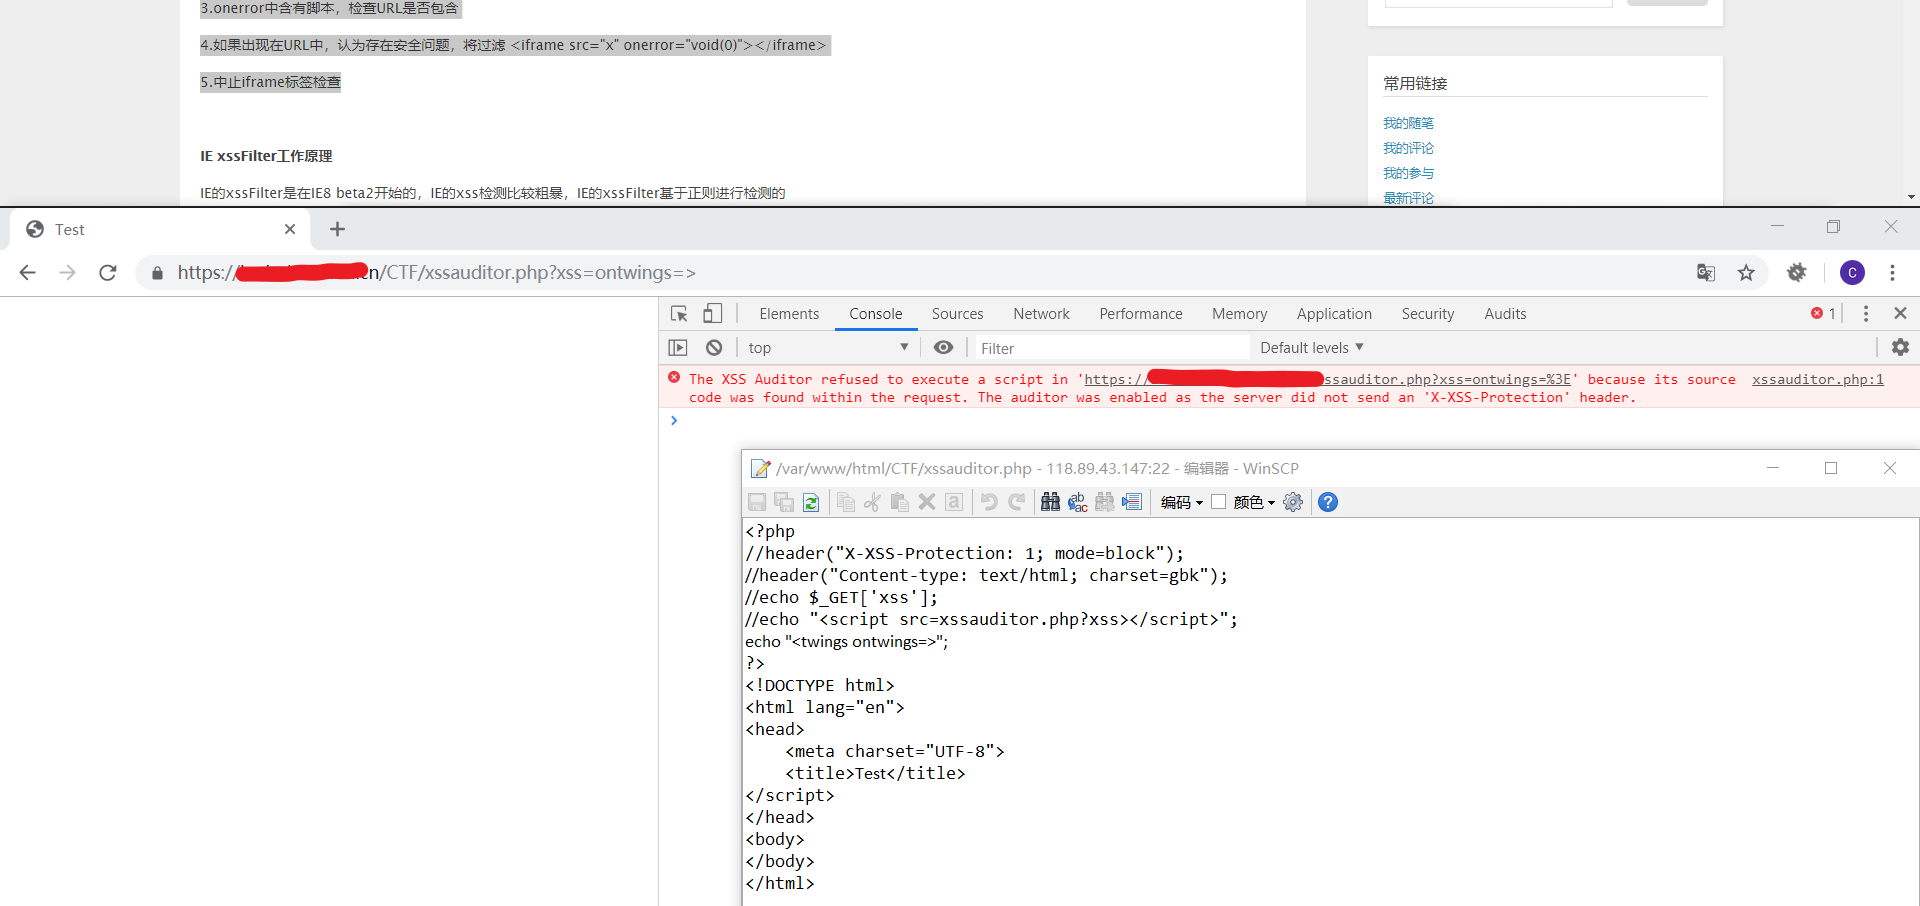 3.onerror中含有脚本，检查URL是否包含
4.如果出现在URL中，认为存在安全问题，将过滤 <iframe src="x" onerror="void(0)"></iframe>
5.中止iframe标签检查
IE xssFilter工作原理
IE的xssFilter是在IE8 beta2开始的，IE的xss检测比较粗暴，IE的xssFilter基于正则进行检测的
常用链接
我的随笔
我的评论
我的参与
最新评论
Test
https:// n/CTF/xssauditor.php?xss=ontwings=>
C
Elements Console Sources Network Performance Memory Application Security Audits
1
top
Filter
Default levels
The XSS Auditor refused to execute a script in 'https:// ssauditor.php?xss=ontwings=%3E' because its source xssauditor.php:1
code was found within the request. The auditor was enabled as the server did not send an 'X-XSS-Protection' header.
/var/www/html/CTF/xssauditor.php - 118.89.43.147:22 - 编辑器 - WinSCP
编码 颜色
<?php
//header("X-XSS-Protection: 1; mode=block");
//header("Content-type: text/html; charset=gbk");
//echo $_GET['xss'];
//echo "<script src=xssauditor.php?xss></script>";
echo "<twings ontwings=>";
?>
<!DOCTYPE html>
<html lang="en">
<head>
    <meta charset="UTF-8">
    <title>Test</title>
</script>
</head>
<body>
</body>
</html>